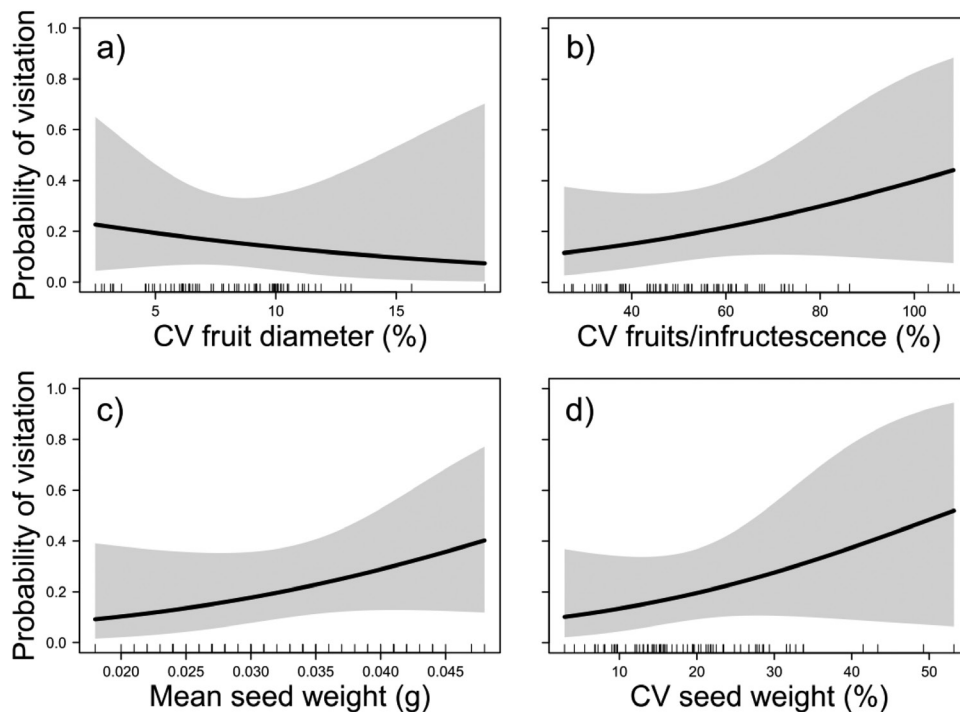 a)
b)
Probability of visitation
1.0
0.8
0.6
0.4
0.2
0.0
5 10 15
40 60 80 100
CV fruit diameter (%)
CV fruits/infructescence (%)
c)
d)
Probability of visitation
1.0
0.8
0.6
0.4
0.2
0.0
0.020 0.025 0.030 0.035 0.040 0.045
10 20 30 40 50
Mean seed weight (g)
CV seed weight (%)